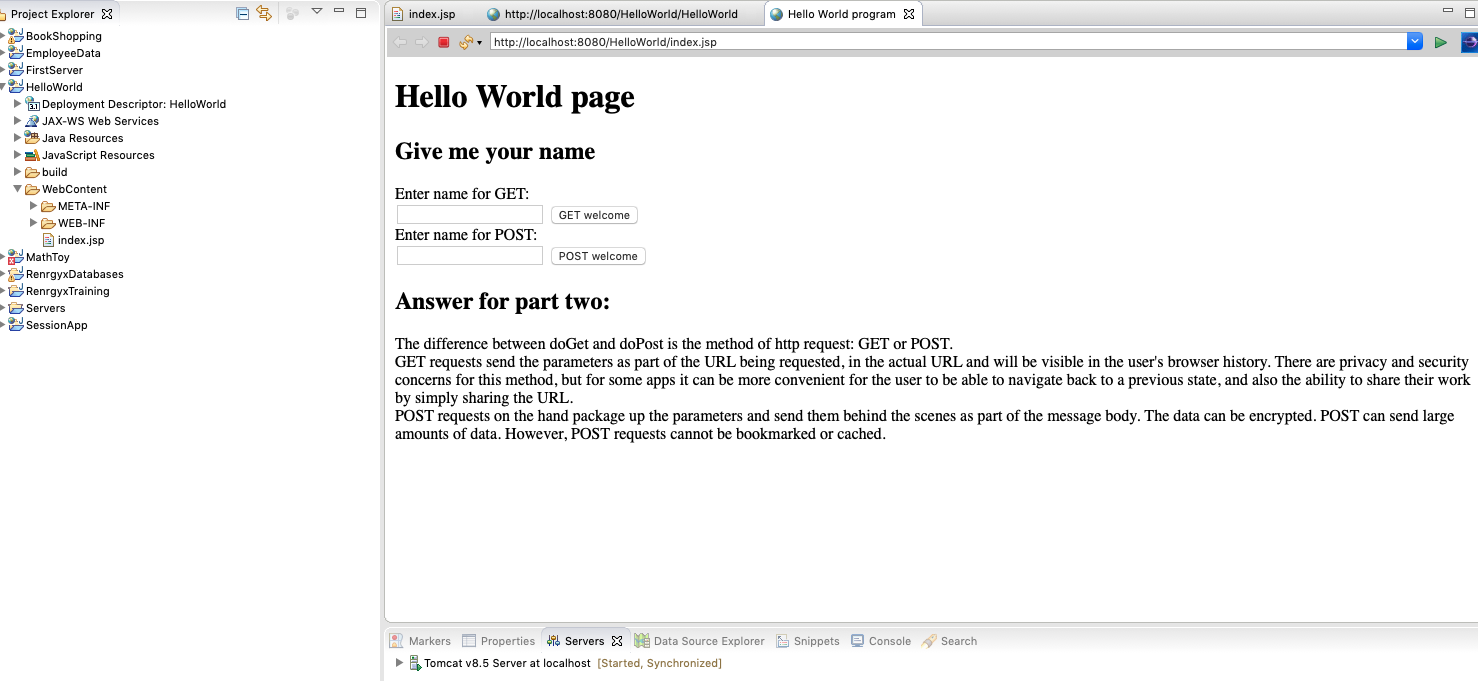 Project Explorer
BookShopping
EmployeeData
FirstServer
HelloWorld
Deployment Descriptor: HelloWorld
JAX-WS Web Services
Java Resources
JavaScript Resources
build
WebContent
META-INF
WEB-INF
index.jsp
MathToy
RenrgyxDatabases
RenrgyxTraining
Servers
SessionApp
index.jsp
http://localhost:8080/HelloWorld/HelloWorld
Hello World program
http://localhost:8080/HelloWorld/index.jsp
Hello World page
Give me your name
Enter name for GET:
GET welcome
Enter name for POST:
POST welcome
Answer for part two:
The difference between doGet and doPost is the method of http request: GET or POST.
GET requests send the parameters as part of the URL being requested, in the actual URL and will be visible in the user's browser history. There are privacy and security
concerns for this method, but for some apps it can be more convenient for the user to be able to navigate back to a previous state, and also the ability to share their work
by simply sharing the URL.
POST requests on the hand package up the parameters and send them behind the scenes as part of the message body. The data can be encrypted. POST can send large
amounts of data. However, POST requests cannot be bookmarked or cached.
Markers
Properties
Servers
Data Source Explorer
Snippets
Console
Search
Tomcat v8.5 Server at localhost [Started, Synchronized]